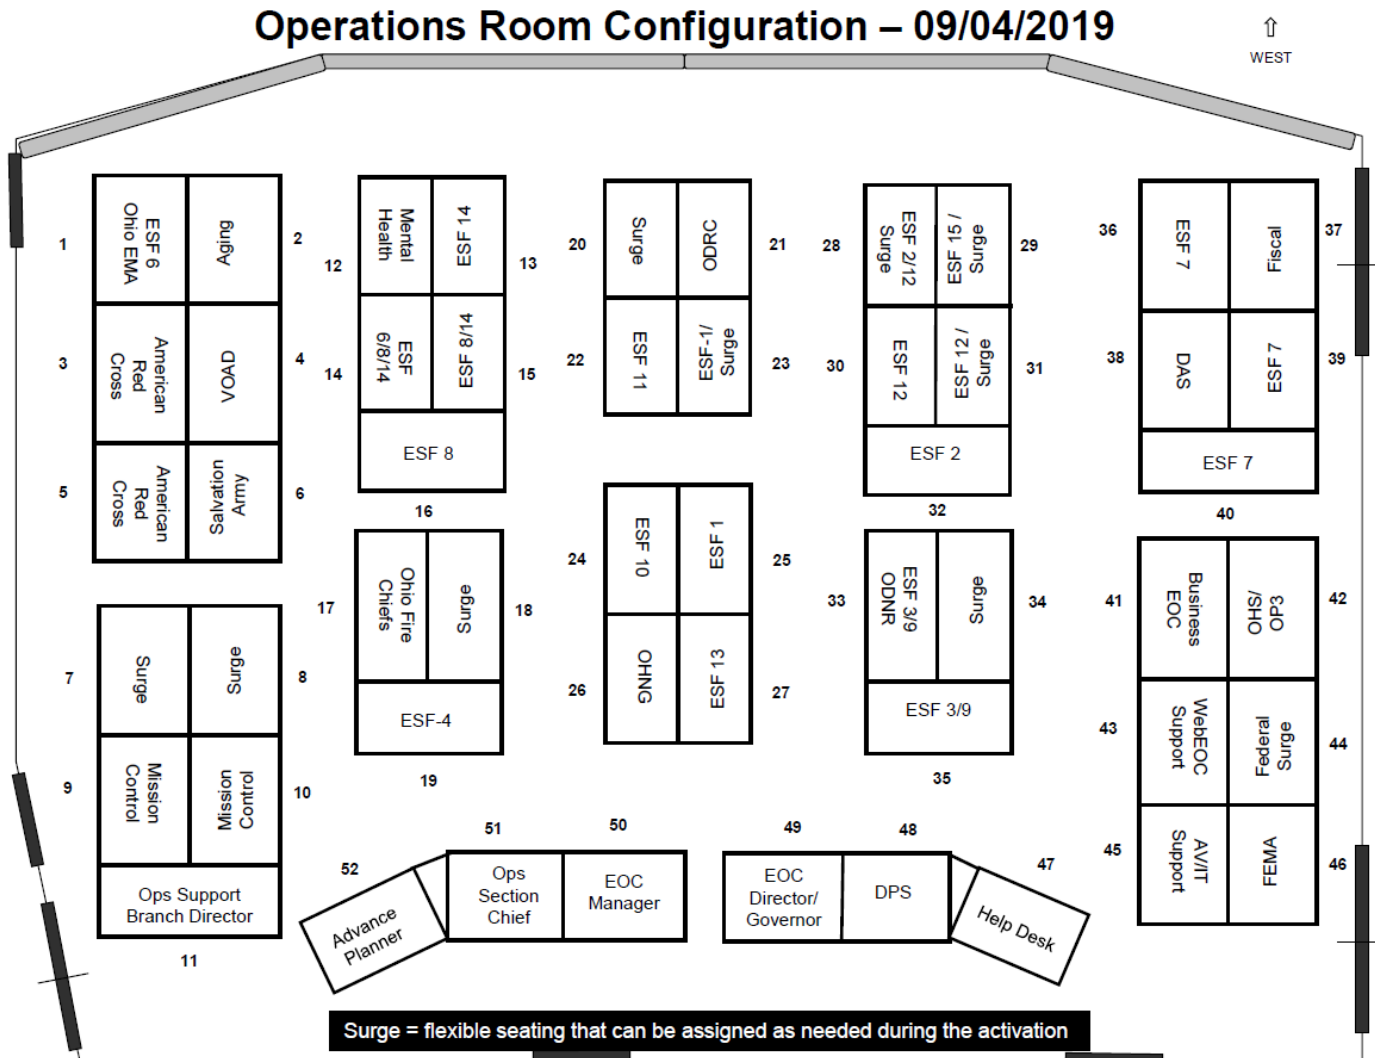 Operations Room Configuration – 09/04/2019
⇧
WEST
1
ESF 6
Ohio EMA
Aging
2
3
American
Red
Cross
VOAD
4
5
American
Red
Cross
Salvation
Army
6
7
Surge
Surge
8
9
Mission
Control
Mission
Control
10
Ops Support
Branch Director
11
12
Mental
Health
ESF 14
13
14
ESF
6/8/14
ESF 8/14
15
ESF 8
16
17
Ohio Fire
Chiefs
Surge
18
ESF-4
19
20
Surge
ODRC
21
22
ESF 11
ESF-1/
Surge
23
24
ESF 10
ESF 1
25
26
OHNG
ESF 13
27
28
ESF 2/12
Surge
ESF 15 /
Surge
29
30
ESF 12
ESF 12 /
Surge
31
ESF 2
32
33
ESF 3/9
ODNR
Surge
34
ESF 3/9
35
36
ESF 7
Fiscal
37
38
DAS
ESF 7
39
ESF 7
40
41
Business
EOC
OHS/
OP3
42
43
WebEOC
Support
Federal
Surge
44
45
AV/IT
Support
FEMA
46
52
Advance
Planner
51
Ops
Section
Chief
50
EOC
Manager
49
EOC
Director/
Governor
48
DPS
47
Help Desk
Surge = flexible seating that can be assigned as needed during the activation